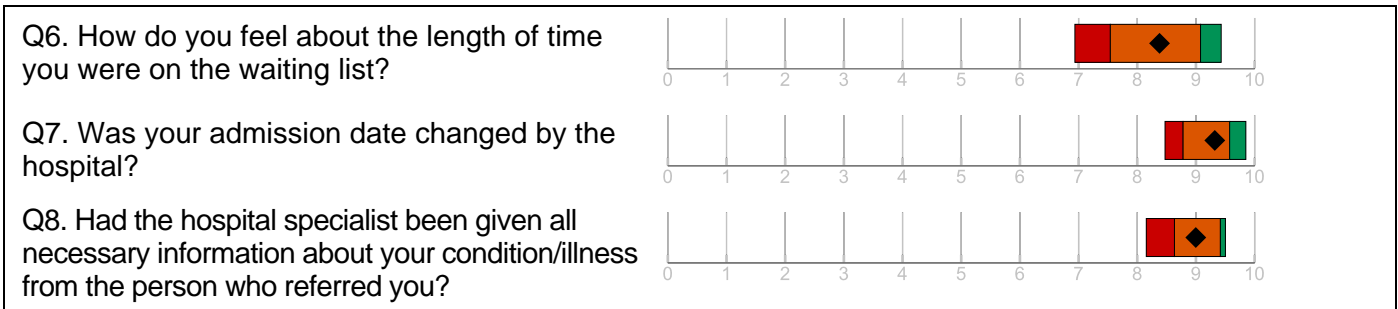 Q6. How do you feel about the length of time
you were on the waiting list?
0 1 2 3 4 5 6 7 8 9 10
Q7. Was your admission date changed by the
hospital?
0 1 2 3 4 5 6 7 8 9 10
Q8. Had the hospital specialist been given all
necessary information about your condition/illness
from the person who referred you?
0 1 2 3 4 5 6 7 8 9 10